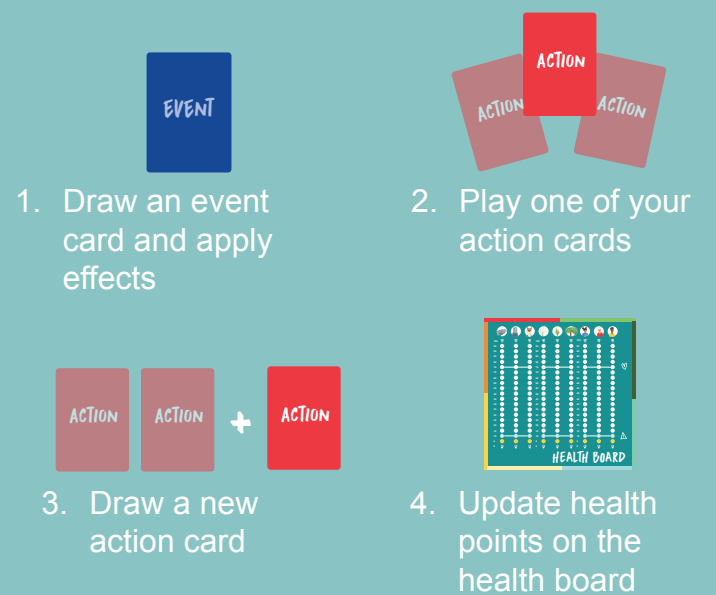 EVENT
1. Draw an event
card and apply
effects
ACTION
ACTION
ACTION
2. Play one of your
action cards
ACTION
ACTION
+
ACTION
3. Draw a new
action card
HEALTH BOARD
4. Update health
points on the
health board